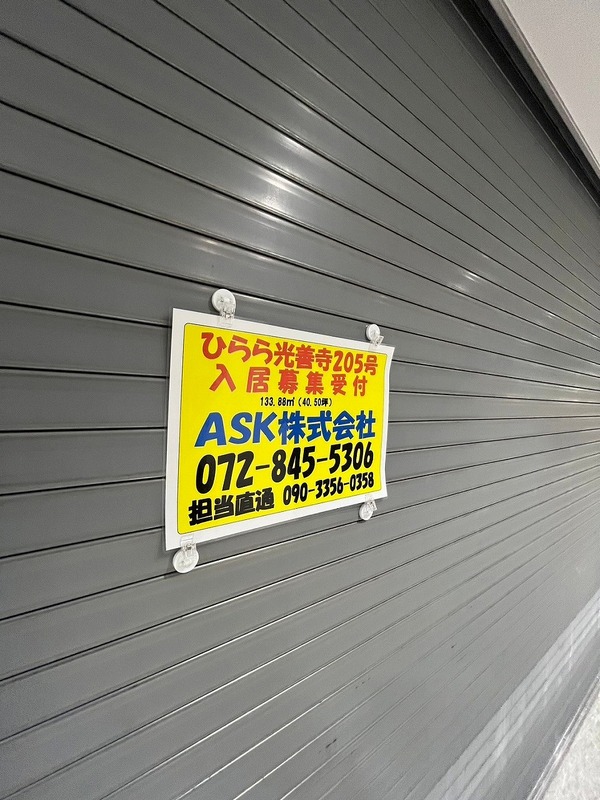 ひらら光善寺205号
入居募集受付
133.88㎡(40.50坪)
ASK株式会社
072-845-5306
担当直通 090-3356-0358